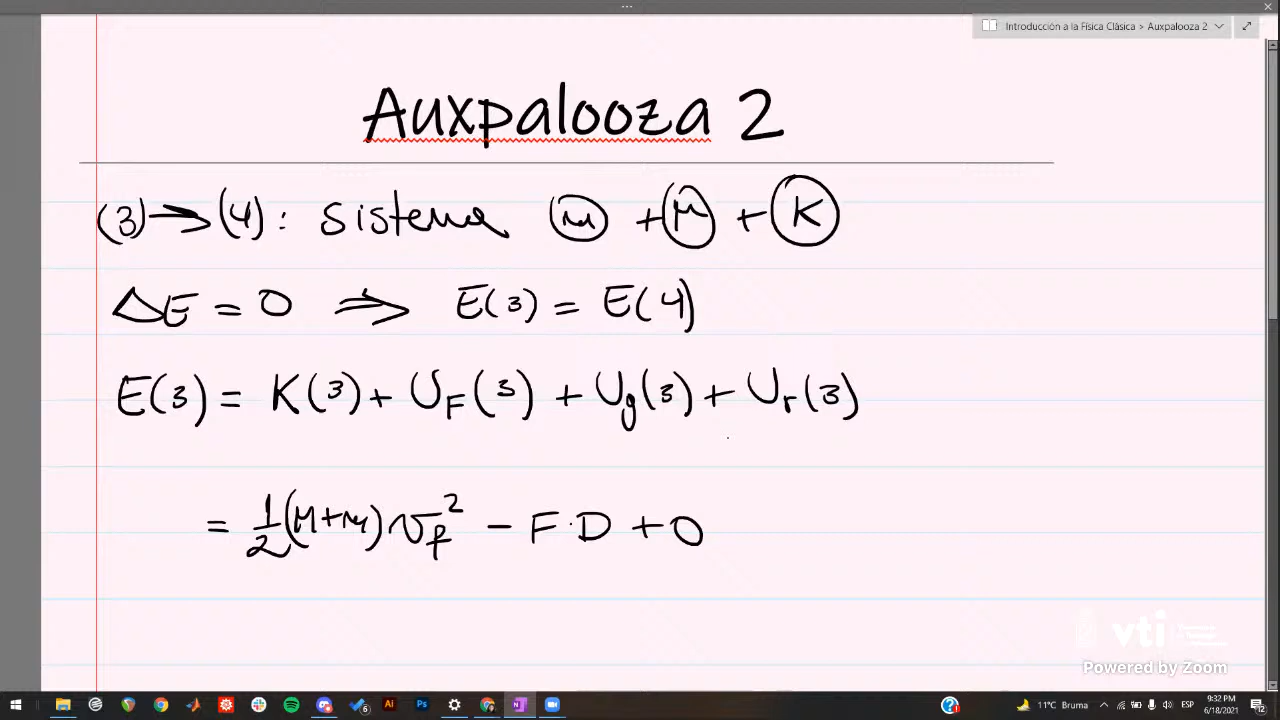 Introducción a la Física Clásica > Auxpalooza 2
Auxpalooza 2
(3) → (4): sistema m + M + K
ΔE = 0 ⇒ E(3) = E(4)
E(3) = K(3) + U_F(3) + U_g(3) + U_r(3)
= 1/2 (M+m) v_f^2 - F·D + 0
vti
Powered by Zoom
11°C Bruma
ESP
9:32 PM
6/18/2021